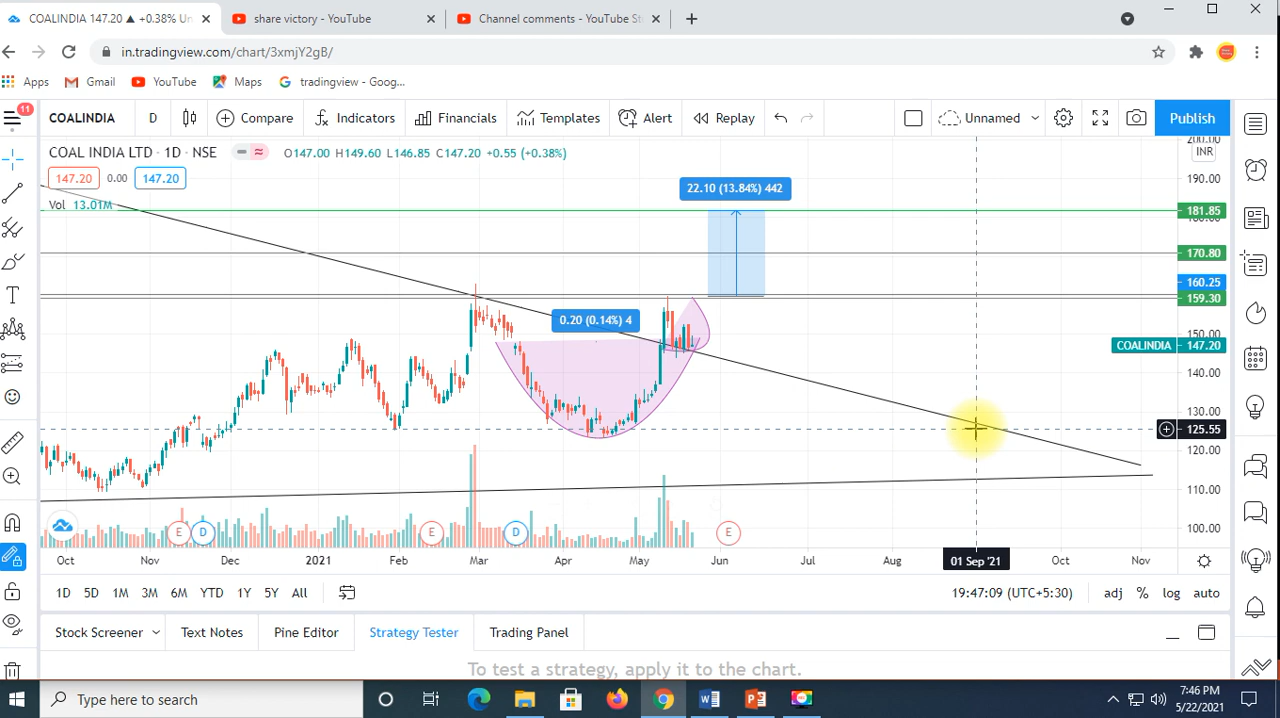 COALINDIA 147.20 ▲ +0.38% Un
share victory - YouTube
Channel comments - YouTube St
in.tradingview.com/chart/3xmjY2gB/
Apps
Gmail
YouTube
Maps
tradingview - Goog...
11
COALINDIA
D
Compare
Indicators
Financials
Templates
Alert
Replay
Unnamed
Publish
COAL INDIA LTD · 1D · NSE
O147.00 H149.60 L146.85 C147.20 +0.55 (+0.38%)
147.20 0.00 147.20
Vol 13.01M
22.10 (13.84%) 442
0.20 (0.14%) 4
200.00
INR
190.00
181.85
180.00
170.80
160.25
159.30
150.00
COALINDIA 147.20
140.00
130.00
125.55
120.00
110.00
100.00
E D E D E
Oct Nov Dec 2021 Feb Mar Apr May Jun Jul Aug 01 Sep '21 Oct Nov
1D 5D 1M 3M 6M YTD 1Y 5Y All
19:47:09 (UTC+5:30) adj % log auto
Stock Screener
Text Notes
Pine Editor
Strategy Tester
Trading Panel
To test a strategy, apply it to the chart.
Type here to search
7:46 PM
5/22/2021